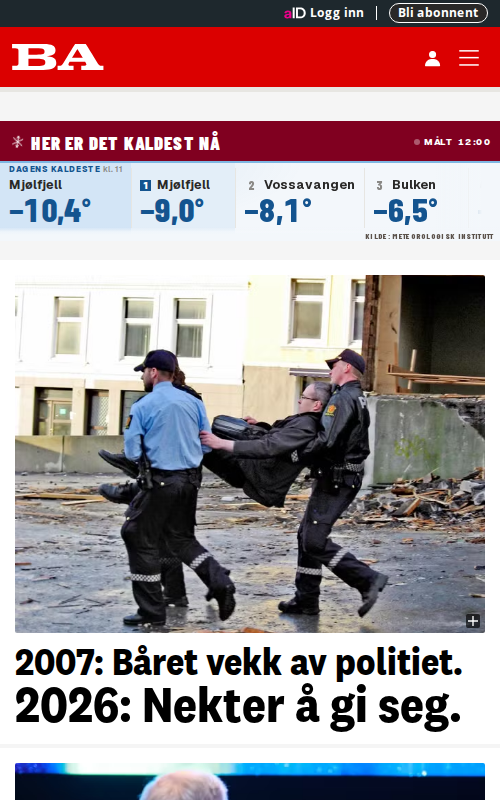 aID Logg inn
Bli abonnent
BA
HER ER DET KALDEST NÅ
MÅLT 12:00
DAGENS KALDESTE Kl. 11
Mjølfjell
−10,4°
1 Mjølfjell
−9,0°
2 Vossavangen
−8,1°
3 Bulken
−6,5°
KILDE: METEOROLOGISK INSTITUTT
2007: Båret vekk av politiet.
2026: Nekter å gi seg.